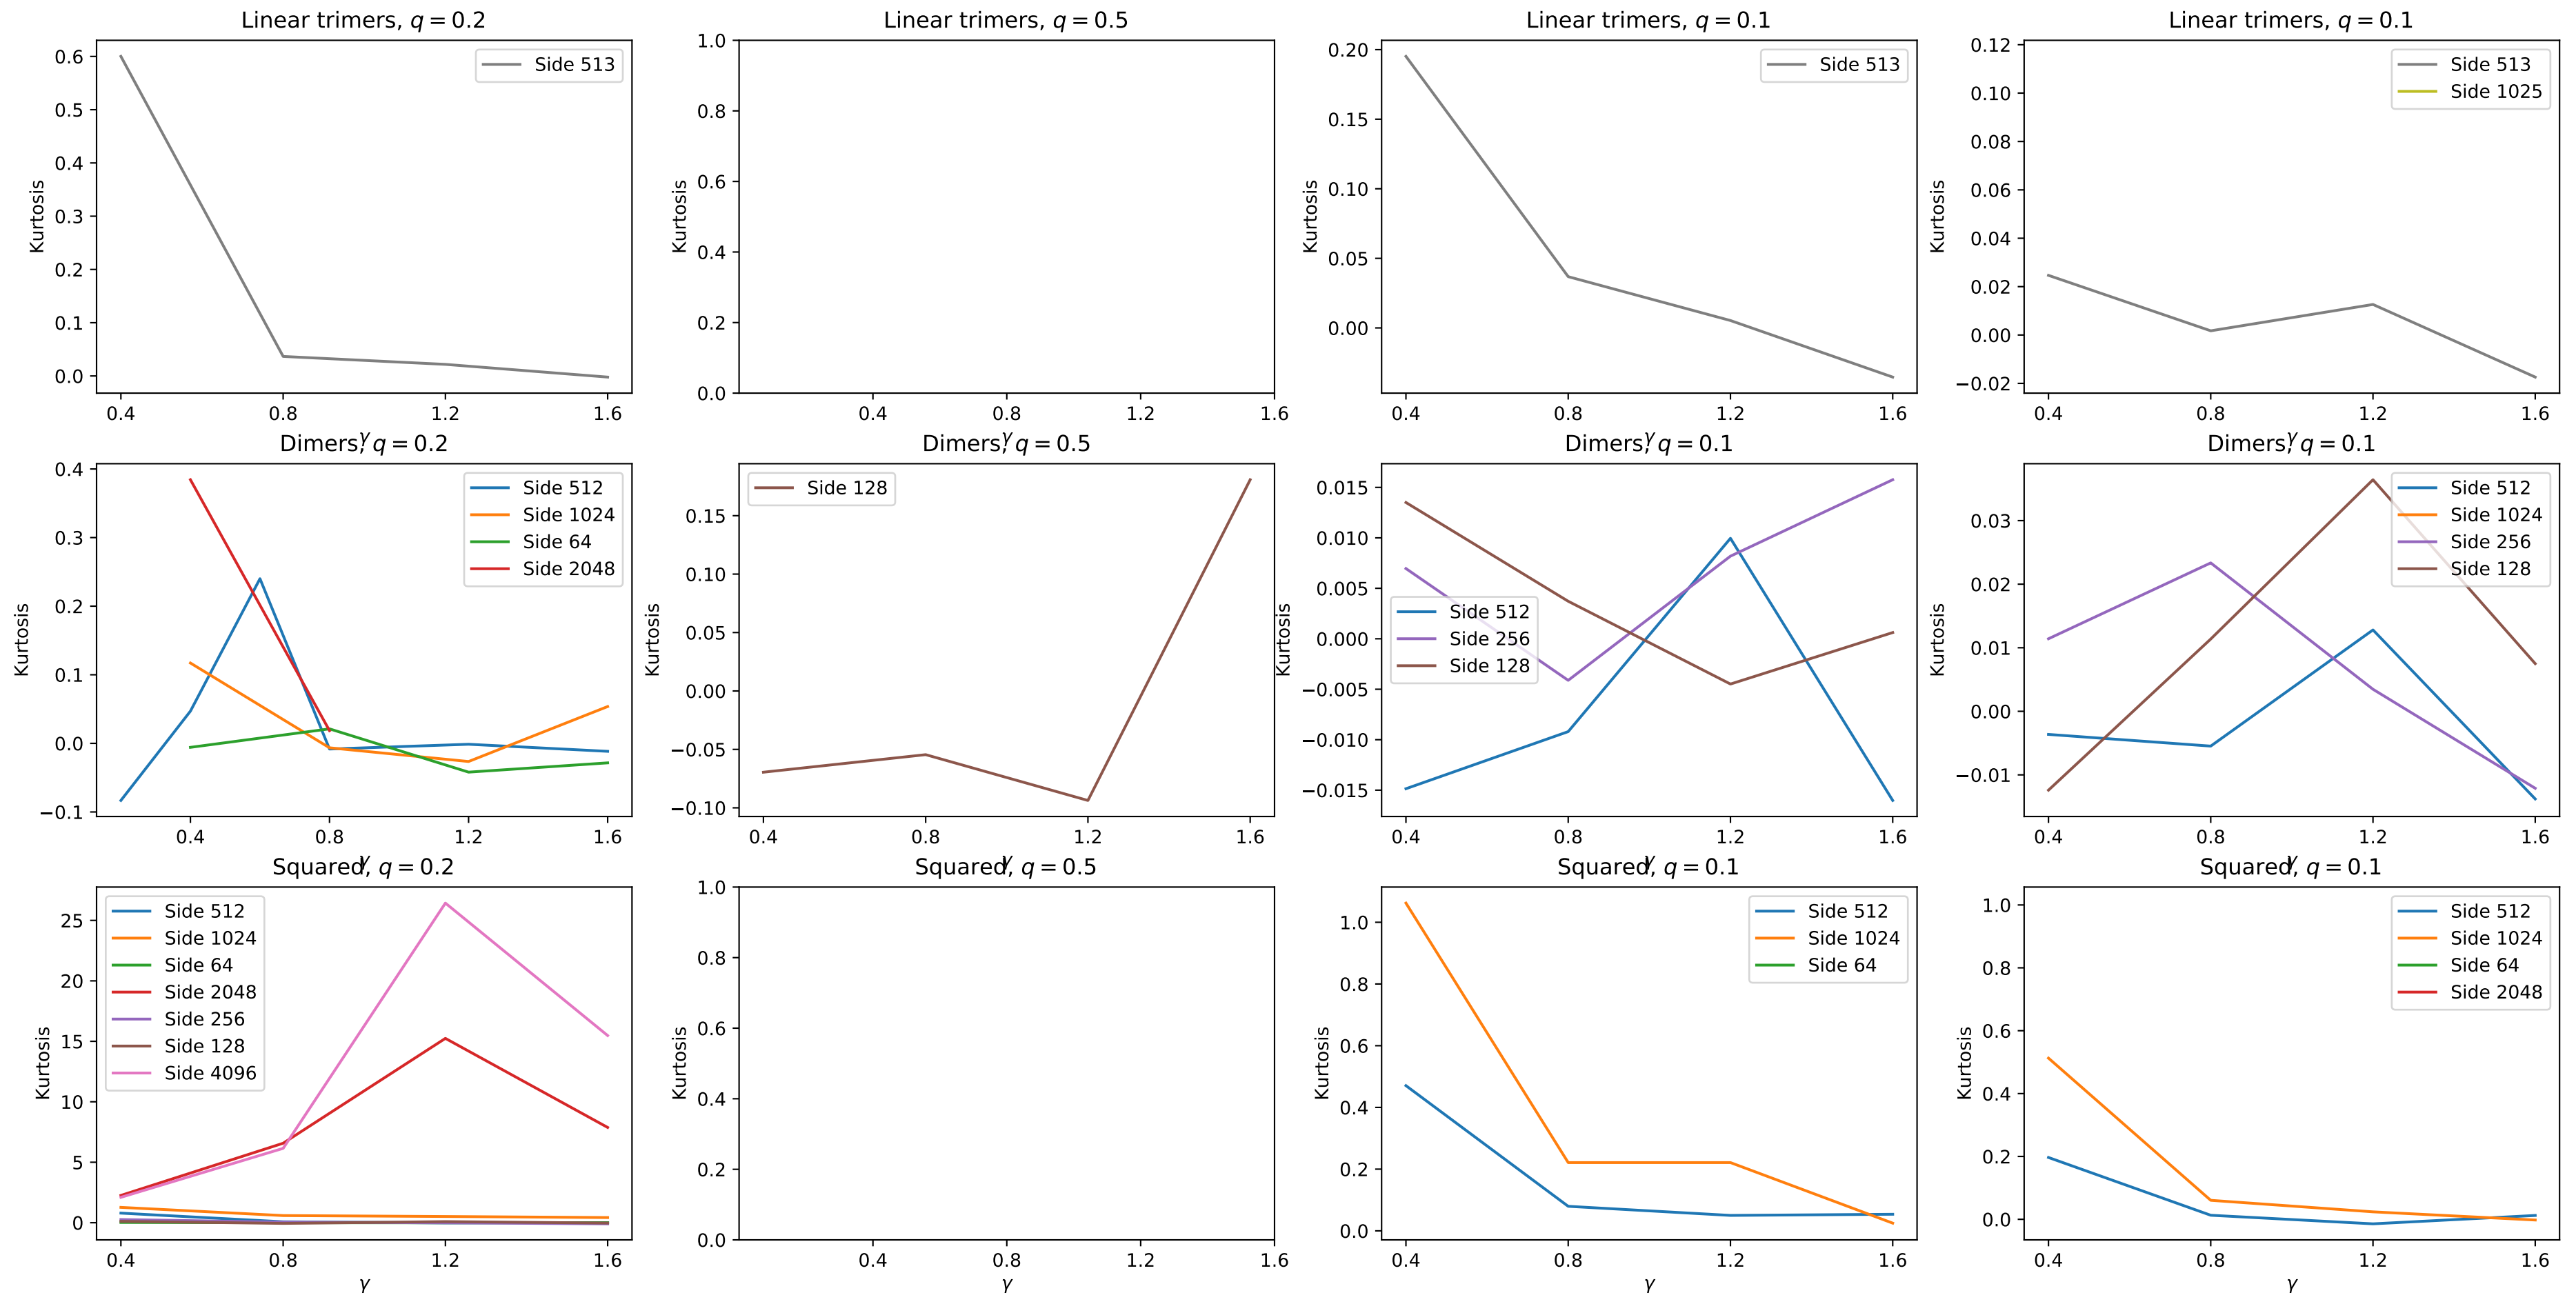 Linear trimers, q = 0.2
Kurtosis
0.6
0.5
0.4
0.3
0.2
0.1
0.0
0.4 0.8 1.2 1.6
γ
Side 513
Linear trimers, q = 0.5
Kurtosis
1.0
0.8
0.6
0.4
0.2
0.0
0.4 0.8 1.2 1.6
γ
Linear trimers, q = 0.1
Kurtosis
0.20
0.15
0.10
0.05
0.00
0.4 0.8 1.2 1.6
γ
Side 513
Linear trimers, q = 0.1
Kurtosis
0.12
0.10
0.08
0.06
0.04
0.02
0.00
−0.02
0.4 0.8 1.2 1.6
γ
Side 513
Side 1025
Dimers, q = 0.2
Kurtosis
0.4
0.3
0.2
0.1
0.0
−0.1
0.4 0.8 1.2 1.6
γ
Side 512
Side 1024
Side 64
Side 2048
Dimers, q = 0.5
Kurtosis
0.15
0.10
0.05
0.00
−0.05
−0.10
0.4 0.8 1.2 1.6
γ
Side 128
Dimers, q = 0.1
Kurtosis
0.015
0.010
0.005
0.000
−0.005
−0.010
−0.015
0.4 0.8 1.2 1.6
γ
Side 512
Side 256
Side 128
Dimers, q = 0.1
Kurtosis
0.03
0.02
0.01
0.00
−0.01
0.4 0.8 1.2 1.6
γ
Side 512
Side 1024
Side 256
Side 128
Squared, q = 0.2
Kurtosis
25
20
15
10
5
0
0.4 0.8 1.2 1.6
γ
Side 512
Side 1024
Side 64
Side 2048
Side 256
Side 128
Side 4096
Squared, q = 0.5
Kurtosis
1.0
0.8
0.6
0.4
0.2
0.0
0.4 0.8 1.2 1.6
γ
Squared, q = 0.1
Kurtosis
1.0
0.8
0.6
0.4
0.2
0.0
0.4 0.8 1.2 1.6
γ
Side 512
Side 1024
Side 64
Squared, q = 0.1
Kurtosis
1.0
0.8
0.6
0.4
0.2
0.0
0.4 0.8 1.2 1.6
γ
Side 512
Side 1024
Side 64
Side 2048